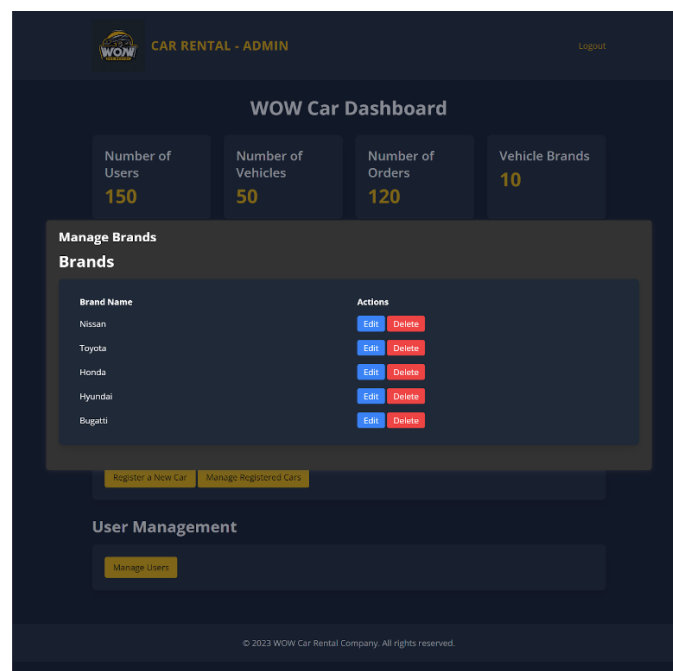 WOW
CAR RENTAL - ADMIN
Logout
WOW Car Dashboard
Number of Users
150
Number of Vehicles
50
Number of Orders
120
Vehicle Brands
10
Manage Brands
Brands
Brand Name Actions
Nissan Edit Delete
Toyota Edit Delete
Honda Edit Delete
Hyundai Edit Delete
Bugatti Edit Delete
Register a New Car Manage Registered Cars
User Management
Manage Users
© 2023 WOW Car Rental Company. All rights reserved.